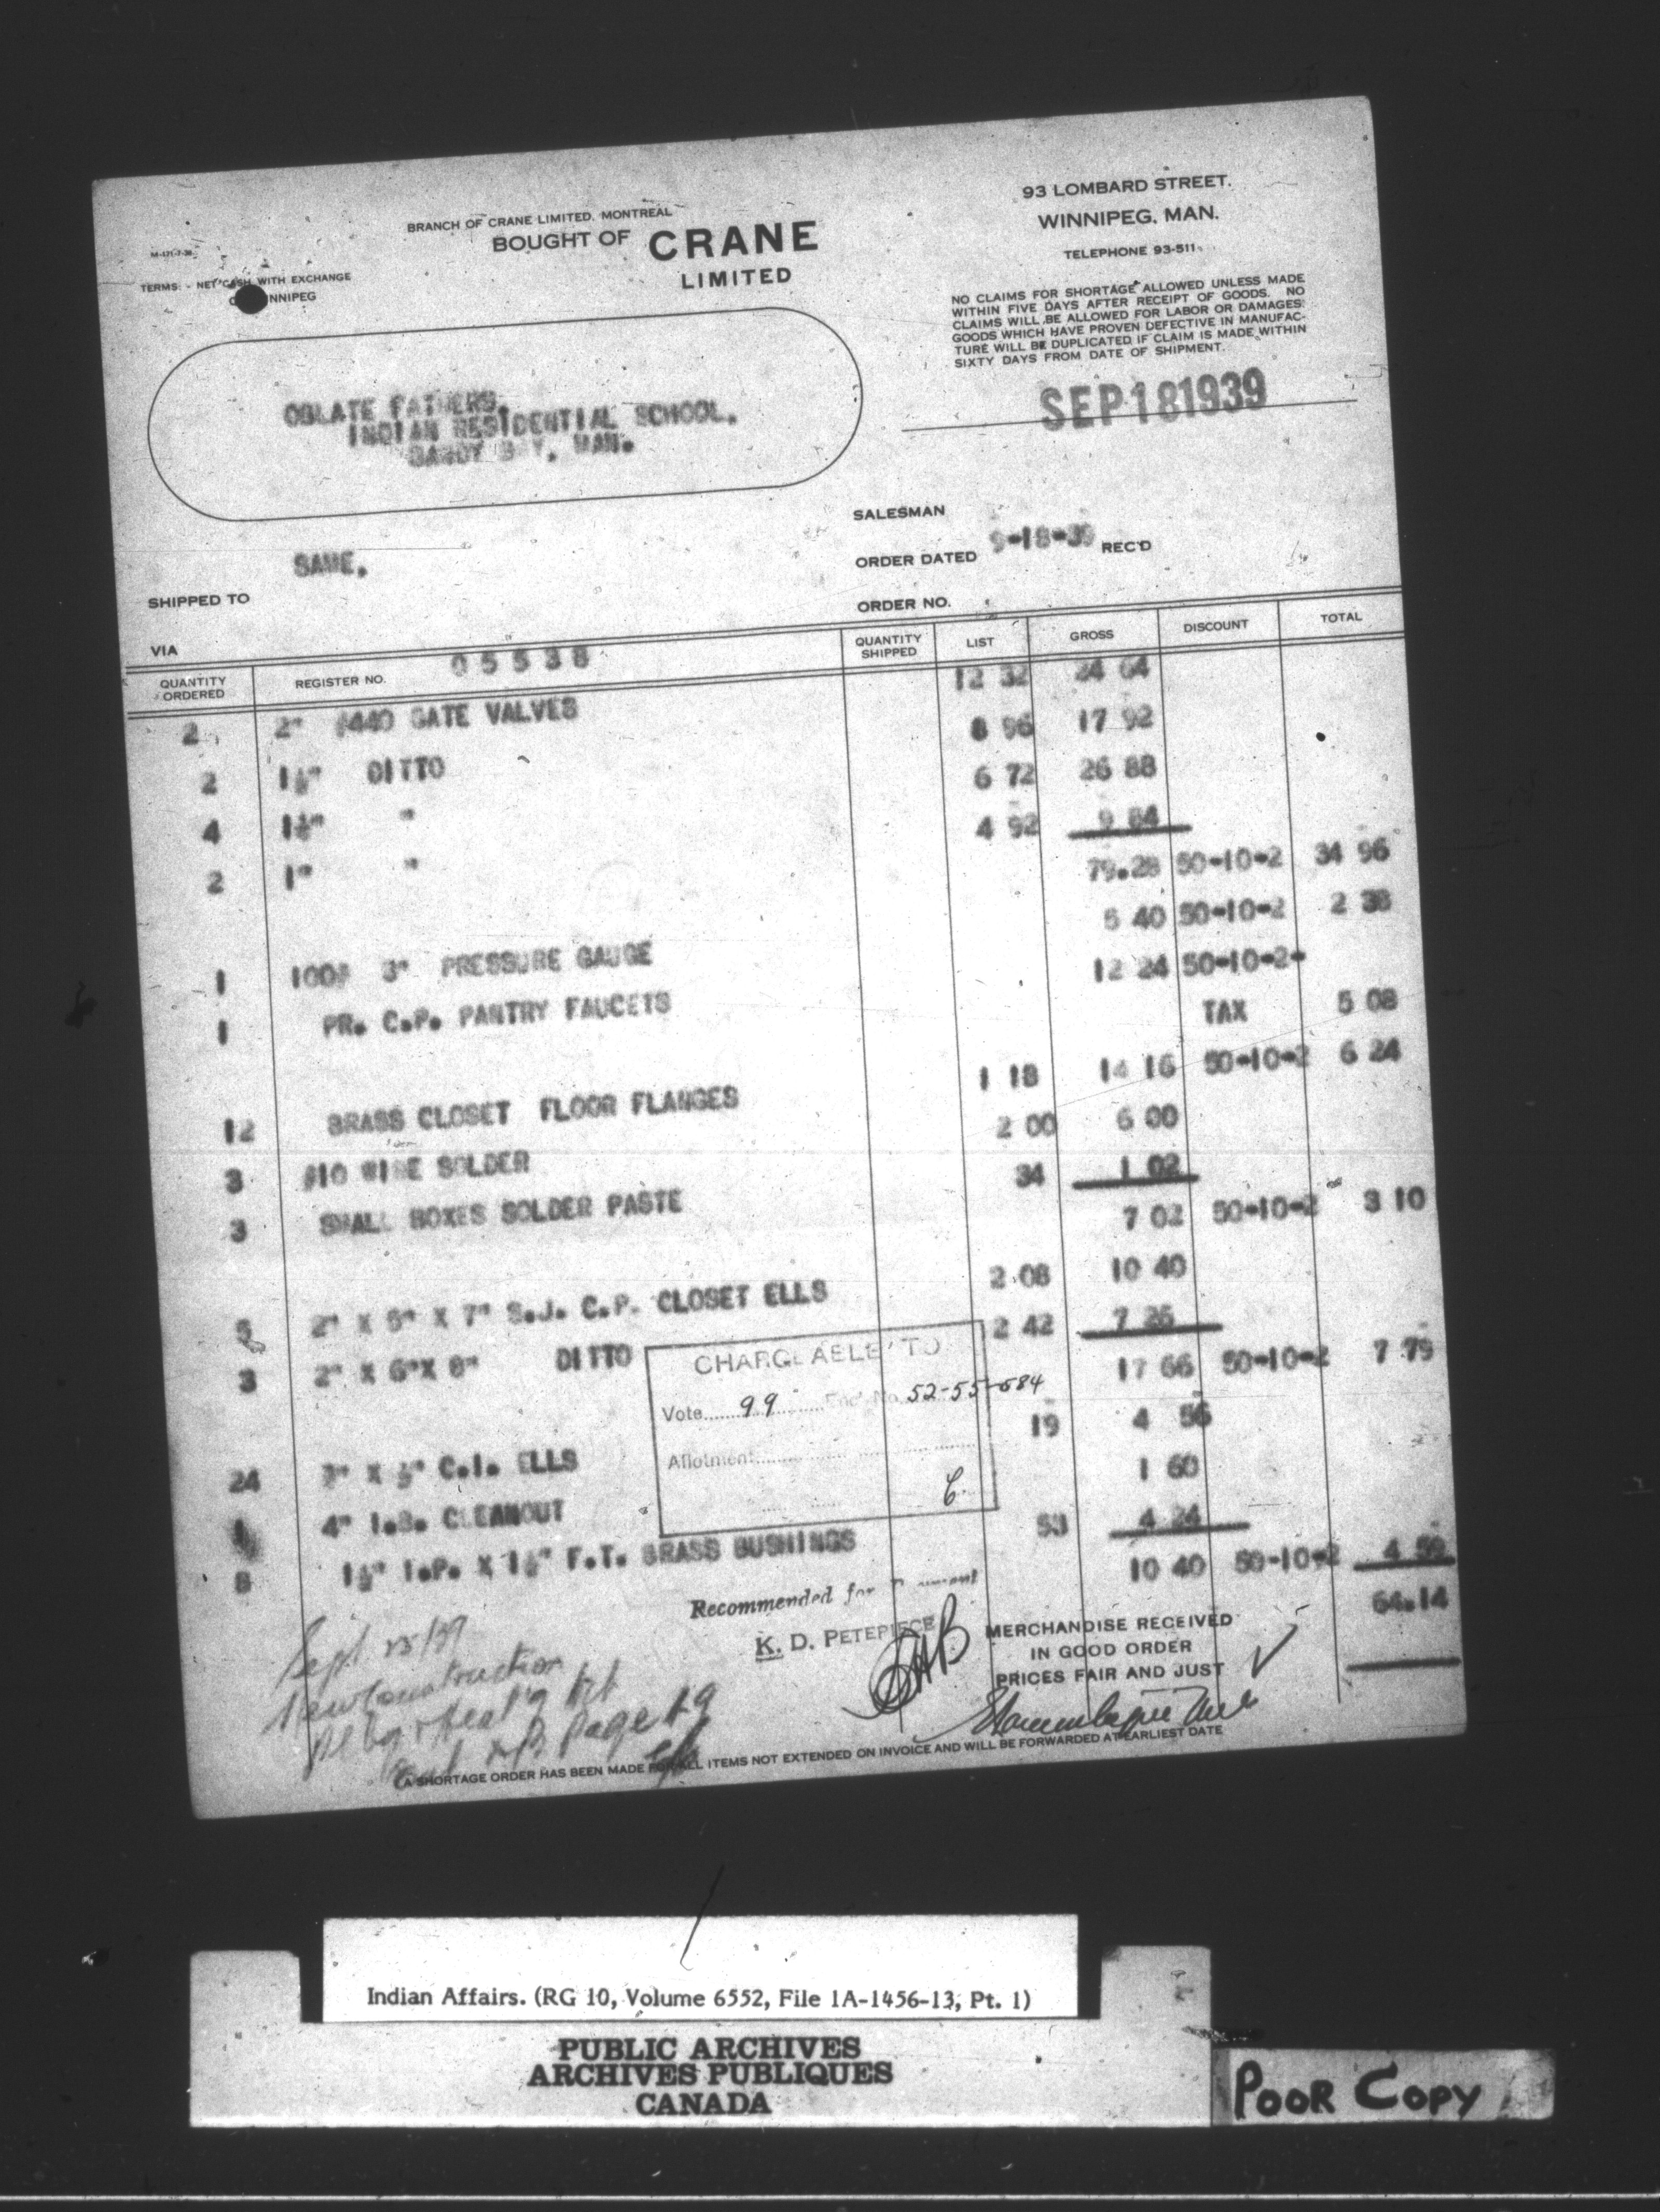 93 LOMBARD STREET.
WINNIPEG, MAN.
TELEPHONE 93-511
BRANCH OF CRANE LIMITED, MONTREAL
BOUGHT OF CRANE
LIMITED
TERMS: - NET CASH WITH EXCHANGE
NNIPEG
NO CLAIMS FOR SHORTAGE ALLOWED UNLESS MADE
WITHIN FIVE DAYS AFTER RECEIPT OF GOODS. NO
CLAIMS WILL BE ALLOWED FOR LABOR OR DAMAGES.
GOODS WHICH HAVE PROVEN DEFECTIVE IN MANUFAC-
TURE WILL BE DUPLICATED IF CLAIM IS MADE WITHIN
SIXTY DAYS FROM DATE OF SHIPMENT.
SEP 18 1939
OBLATE FATHERS,
INDIAN RESIDENTIAL SCHOOL,
SANDY B Y, MAN.
SALESMAN
SAME.
ORDER DATED 9-18-39 REC'D
SHIPPED TO
ORDER NO.
VIA
QUANTITY ORDERED REGISTER NO. 05538 QUANTITY SHIPPED LIST GROSS DISCOUNT TOTAL
2 2" #440 GATE VALVES 12 32 24 64
2 1½" DITTO 8 96 17 92
4 " 6 72 26 88
2 1" " 4 92 9 84
79.28 50-10-2 34 96
1 100# 3" PRESSURE GAUGE 5 40 50-10-2 2 38
1 PR. C.P. PANTRY FAUCETS 12 24 50-10-2+
TAX 5 08
12 BRASS CLOSET FLOOR FLANGES 1 18 14 16 50-10-2 6 24
3 #10 WIRE SOLDER 2 00 6 00
3 SMALL BOXES SOLDER PASTE 34 1 02
7 02 50-10-2 3 10
5 2" X 5" X 7" S.J. C.P. CLOSET ELLS 2 08 10 40
3 2" X 6" X 8" DITTO 2 42 7 26
17 66 50-10-2 7 79
24 C.I. ELLS 19 4 56
4" I.B. CLEANOUT 1 60
8 I.P. X F.T. BRASS BUSHINGS 53 4 24
10 40 50-10-2 4 59
64.14
CHARGEABLE TO
Vote 99 No. 52-55-584
Allotment
Recommended for
K. D. PETEPIECE
MERCHANDISE RECEIVED
IN GOOD ORDER
PRICES FAIR AND JUST
Sept 25/39
New Construction
Page 19
A SHORTAGE ORDER HAS BEEN MADE FOR ALL ITEMS NOT EXTENDED ON INVOICE AND WILL BE FORWARDED AT EARLIEST DATE
Indian Affairs. (RG 10, Volume 6552, File 1A-1456-13, Pt. 1)
PUBLIC ARCHIVES
ARCHIVES PUBLIQUES
CANADA
POOR COPY